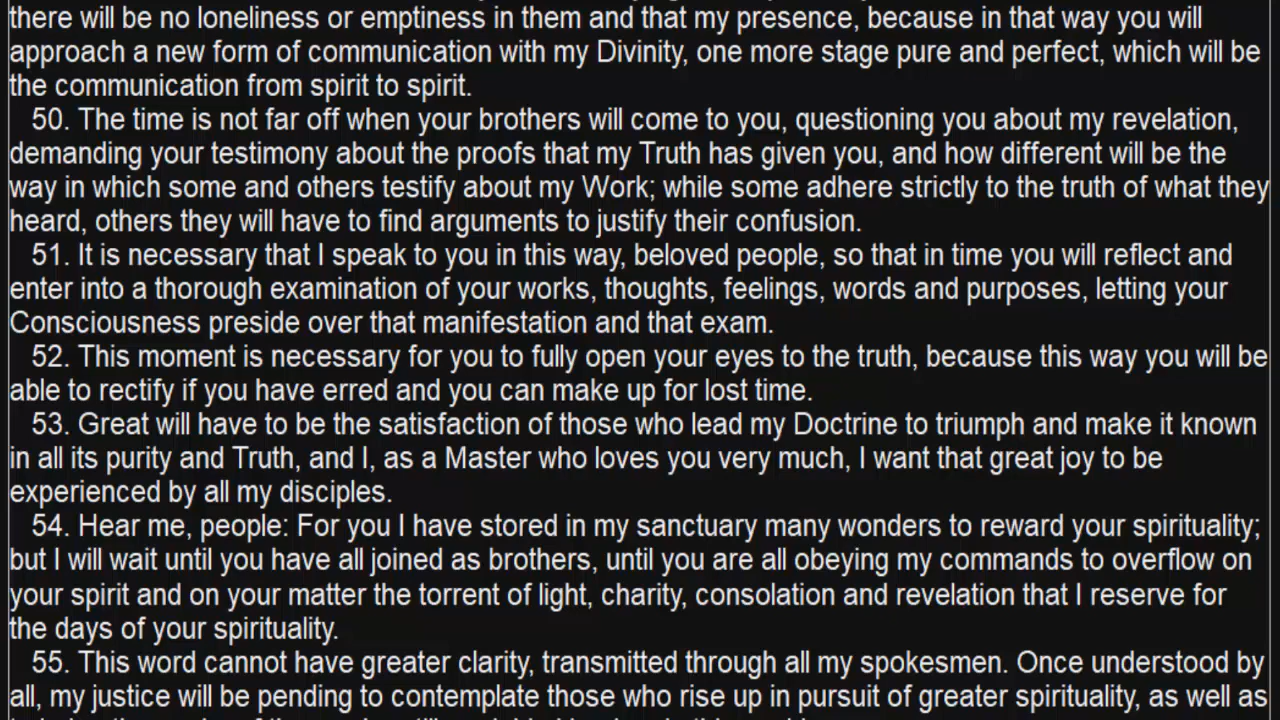 there will be no loneliness or emptiness in them and that my presence, because in that way you will
approach a new form of communication with my Divinity, one more stage pure and perfect, which will be
the communication from spirit to spirit.
50. The time is not far off when your brothers will come to you, questioning you about my revelation,
demanding your testimony about the proofs that my Truth has given you, and how different will be the
way in which some and others testify about my Work; while some adhere strictly to the truth of what they
heard, others they will have to find arguments to justify their confusion.
51. It is necessary that I speak to you in this way, beloved people, so that in time you will reflect and
enter into a thorough examination of your works, thoughts, feelings, words and purposes, letting your
Consciousness preside over that manifestation and that exam.
52. This moment is necessary for you to fully open your eyes to the truth, because this way you will be
able to rectify if you have erred and you can make up for lost time.
53. Great will have to be the satisfaction of those who lead my Doctrine to triumph and make it known
in all its purity and Truth, and I, as a Master who loves you very much, I want that great joy to be
experienced by all my disciples.
54. Hear me, people: For you I have stored in my sanctuary many wonders to reward your spirituality;
but I will wait until you have all joined as brothers, until you are all obeying my commands to overflow on
your spirit and on your matter the torrent of light, charity, consolation and revelation that I reserve for
the days of your spirituality.
55. This word cannot have greater clarity, transmitted through all my spokesmen. Once understood by
all, my justice will be pending to contemplate those who rise up in pursuit of greater spirituality, as well as